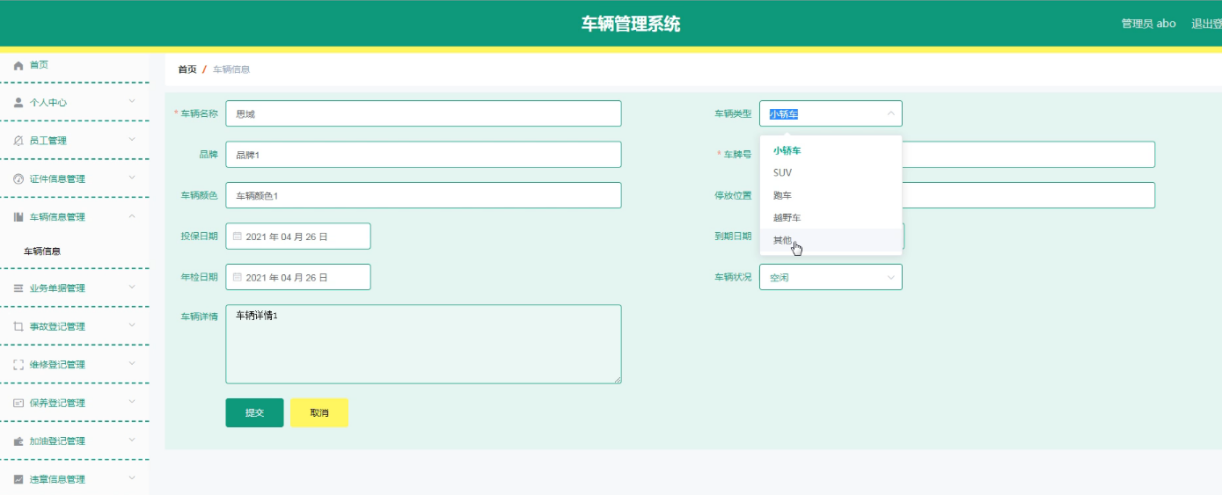 车辆管理系统
管理员 abo 退出登
首页
个人中心
员工管理
证件信息管理
车辆信息管理
车辆信息
业务单据管理
事故登记管理
维修登记管理
保养登记管理
加油登记管理
违章信息管理
首页 / 车辆信息
* 车辆名称 思域
车辆类型 小轿车
品牌 品牌1
* 车牌号
车辆颜色 车辆颜色1
停放位置
小轿车
SUV
跑车
越野车
其他
投保日期 2021 年 04 月 26 日
到期日期
年检日期 2021 年 04 月 26 日
车辆状况 空闲
车辆详情 车辆详情1
提交 取消